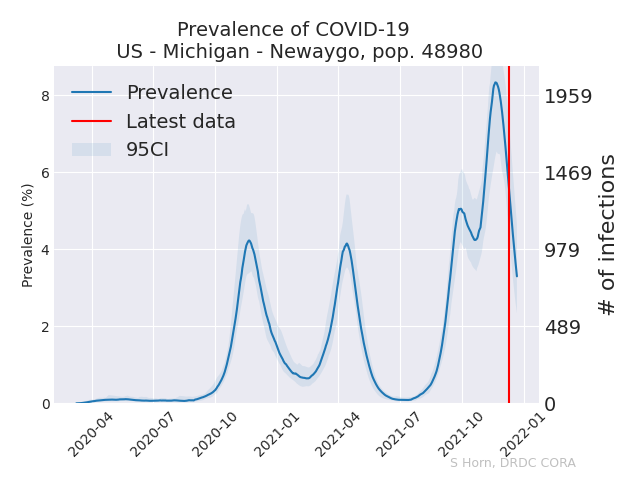 Prevalence of COVID-19
US - Michigan - Newaygo, pop. 48980
Prevalence
Latest data
95CI
Prevalence (%)
8
6
4
2
0
1959
1469
979
489
0
# of infections
2020-04
2020-07
2020-10
2021-01
2021-04
2021-07
2021-10
2022-01
S Horn, DRDC CORA